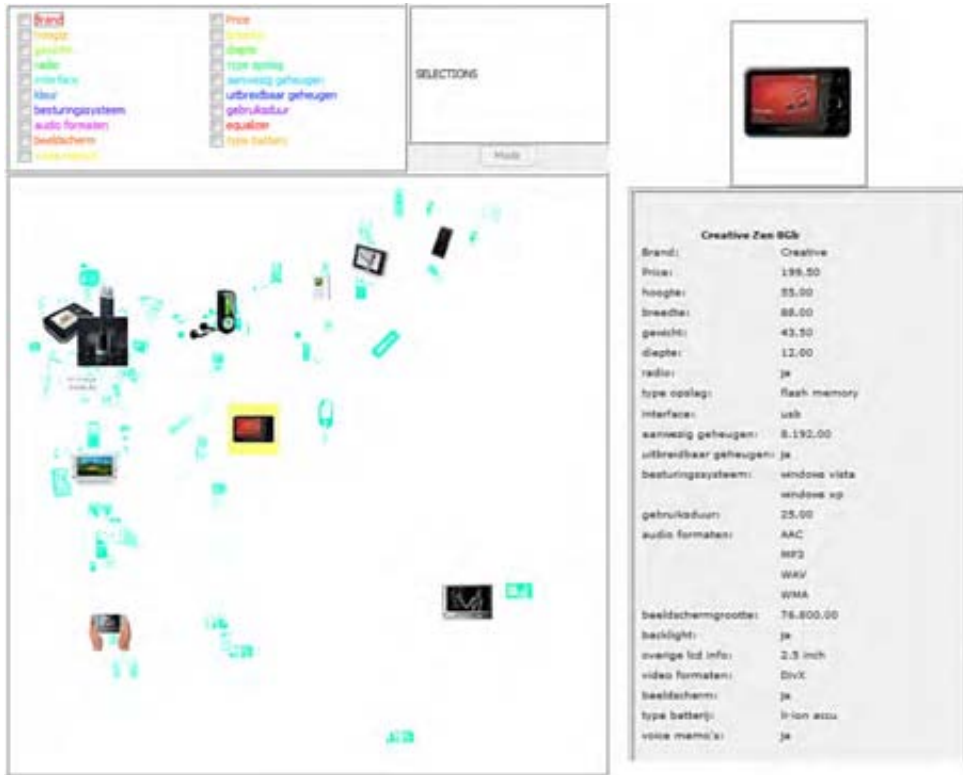 Brand
Price
hoogte
breedte
gewicht
diepte
radio
type opslag
interface
aanwezig geheugen
kleur
uitbreidbaar geheugen
besturingssysteem
gebruiksduur
audio formaten
equalizer
beeldscherm
type batterij
SELECTIONS
Mode
Creative Zen 8Gb
Brand: Creative
Price: 199.50
hoogte: 55.00
breedte: 88.00
gewicht: 43.50
diepte: 12.00
radio: ja
type opslag: flash memory
interface: usb
aanwezig geheugen: 8.192.00
uitbreidbaar geheugen: ja
besturingssysteem: windows vista
windows xp
gebruiksduur: 25.00
audio formaten: AAC
MP3
WAV
WMA
beeldschermgrootte: 76.800.00
backlight: ja
overige lcd info: 2.5 inch
video formaten: DivX
beeldscherm: ja
type batterij: li-ion accu
voice memo's: ja